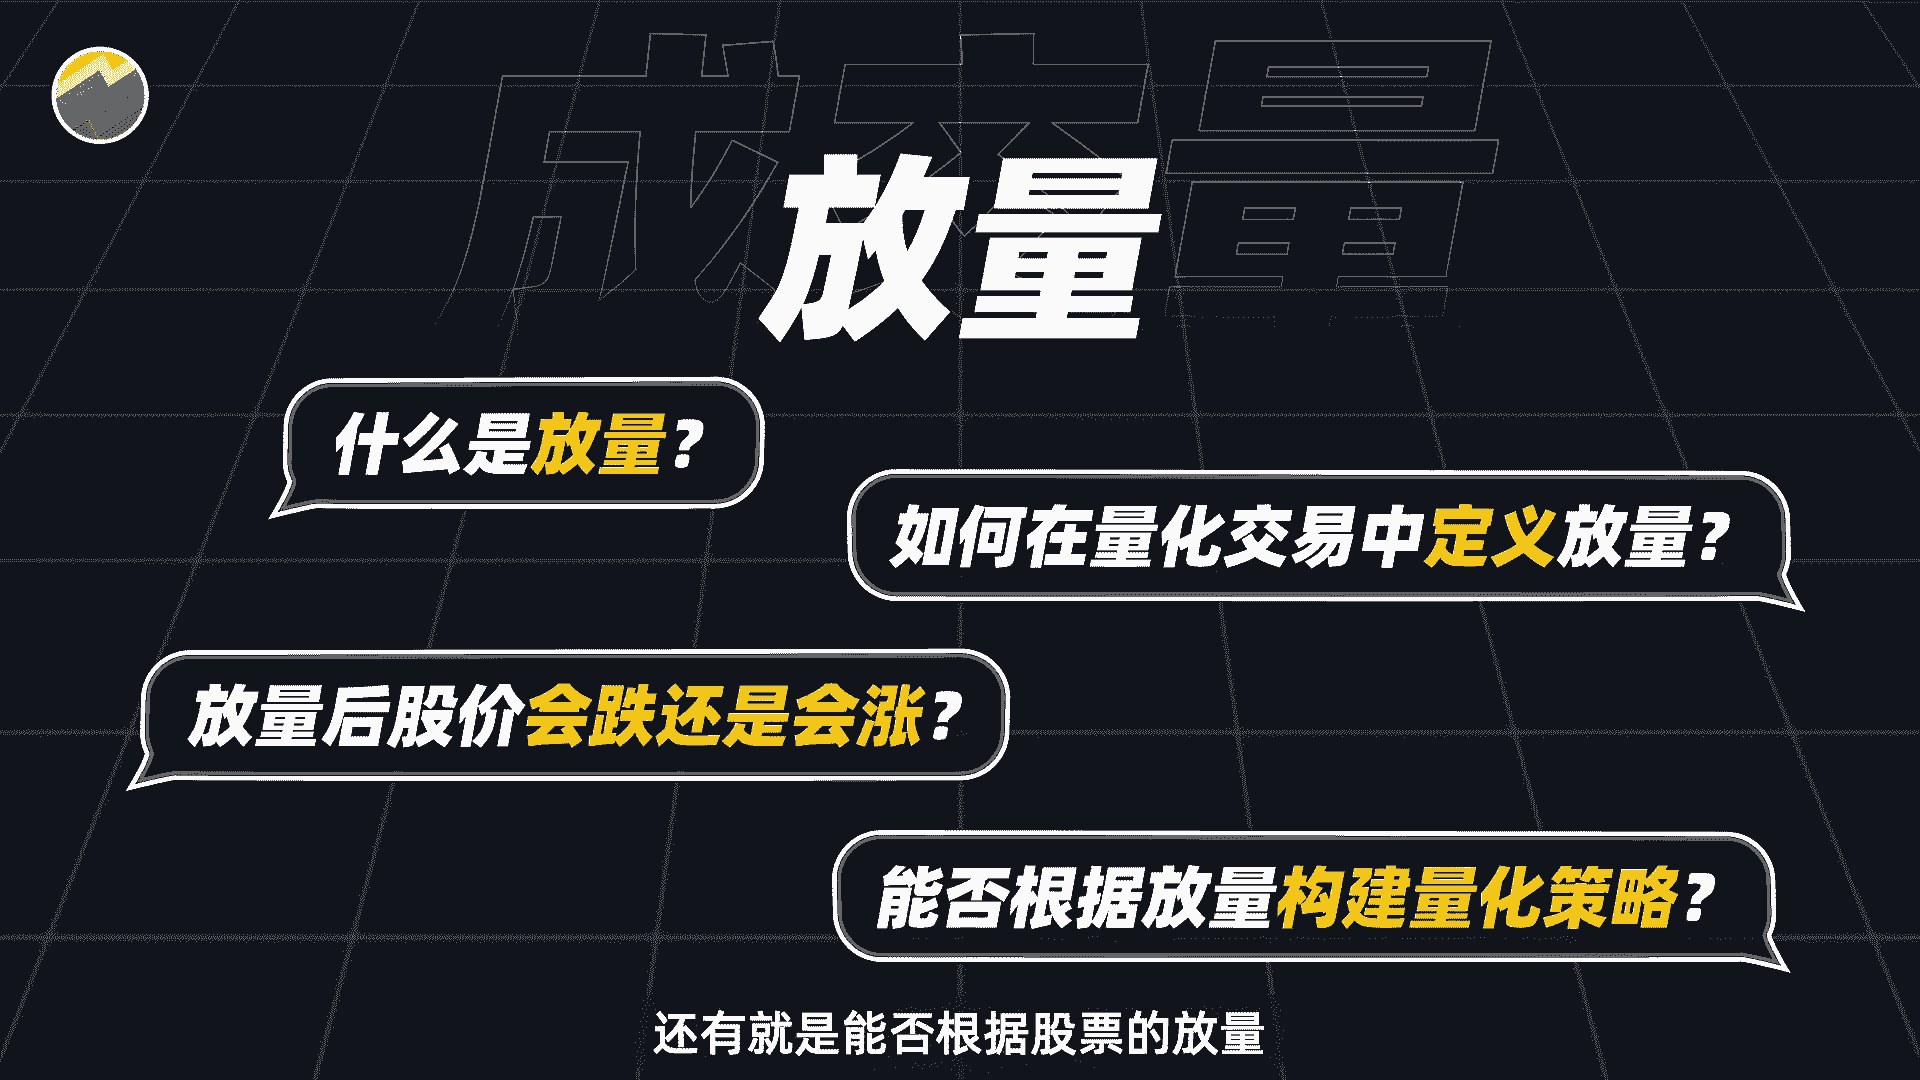 成交量
放量
什么是放量?
如何在量化交易中定义放量?
放量后股价会跌还是会涨?
能否根据放量构建量化策略?
还有就是能否根据股票的放量